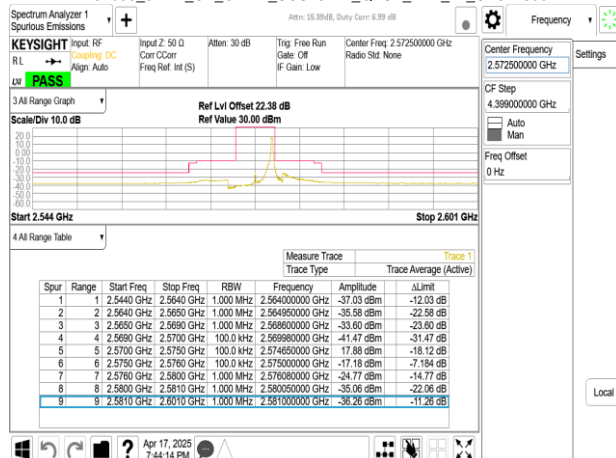 Spectrum Analyzer 1
Spurious Emissions
Attn: 15.39dB, Duty Corr: 6.99 dB
Frequency
KEYSIGHT
RL
PASS
Input: RF
Coupling: DC
Align: Auto
Input Z: 50 Ω
Corr CCorr
Freq Ref: Int (S)
Atten: 30 dB
Trig: Free Run
Gate: Off
IF Gain: Low
Center Freq: 2.572500000 GHz
Radio Std: None
Center Frequency
2.572500000 GHz
Settings
CF Step
4.399000000 GHz
Auto
Man
Freq Offset
0 Hz
3 All Range Graph
Scale/Div 10.0 dB
Ref Lvl Offset 22.38 dB
Ref Value 30.00 dBm
20.0
10.0
0.00
-10.0
-20.0
-30.0
-40.0
-50.0
-60.0
Start 2.544 GHz
Stop 2.601 GHz
4 All Range Table
Measure Trace Trace 1
Trace Type Trace Average (Active)
Spur Range Start Freq Stop Freq RBW Frequency Amplitude ΔLimit
1 1 2.5440 GHz 2.5640 GHz 1.000 MHz 2.564000000 GHz -37.03 dBm -12.03 dB
2 2 2.5640 GHz 2.5650 GHz 1.000 MHz 2.564950000 GHz -35.58 dBm -22.58 dB
3 3 2.5650 GHz 2.5690 GHz 1.000 MHz 2.568600000 GHz -33.60 dBm -23.60 dB
4 4 2.5690 GHz 2.5700 GHz 100.0 kHz 2.569980000 GHz -41.47 dBm -31.47 dB
5 5 2.5700 GHz 2.5750 GHz 100.0 kHz 2.574650000 GHz 17.88 dBm -18.12 dB
6 6 2.5750 GHz 2.5760 GHz 100.0 kHz 2.575000000 GHz -17.18 dBm -7.184 dB
7 7 2.5760 GHz 2.5800 GHz 1.000 MHz 2.576080000 GHz -24.77 dBm -14.77 dB
8 8 2.5800 GHz 2.5810 GHz 1.000 MHz 2.580050000 GHz -35.06 dBm -22.06 dB
9 9 2.5810 GHz 2.6010 GHz 1.000 MHz 2.581000000 GHz -36.26 dBm -11.26 dB
Local
?
Apr 17, 2025
7:44:14 PM